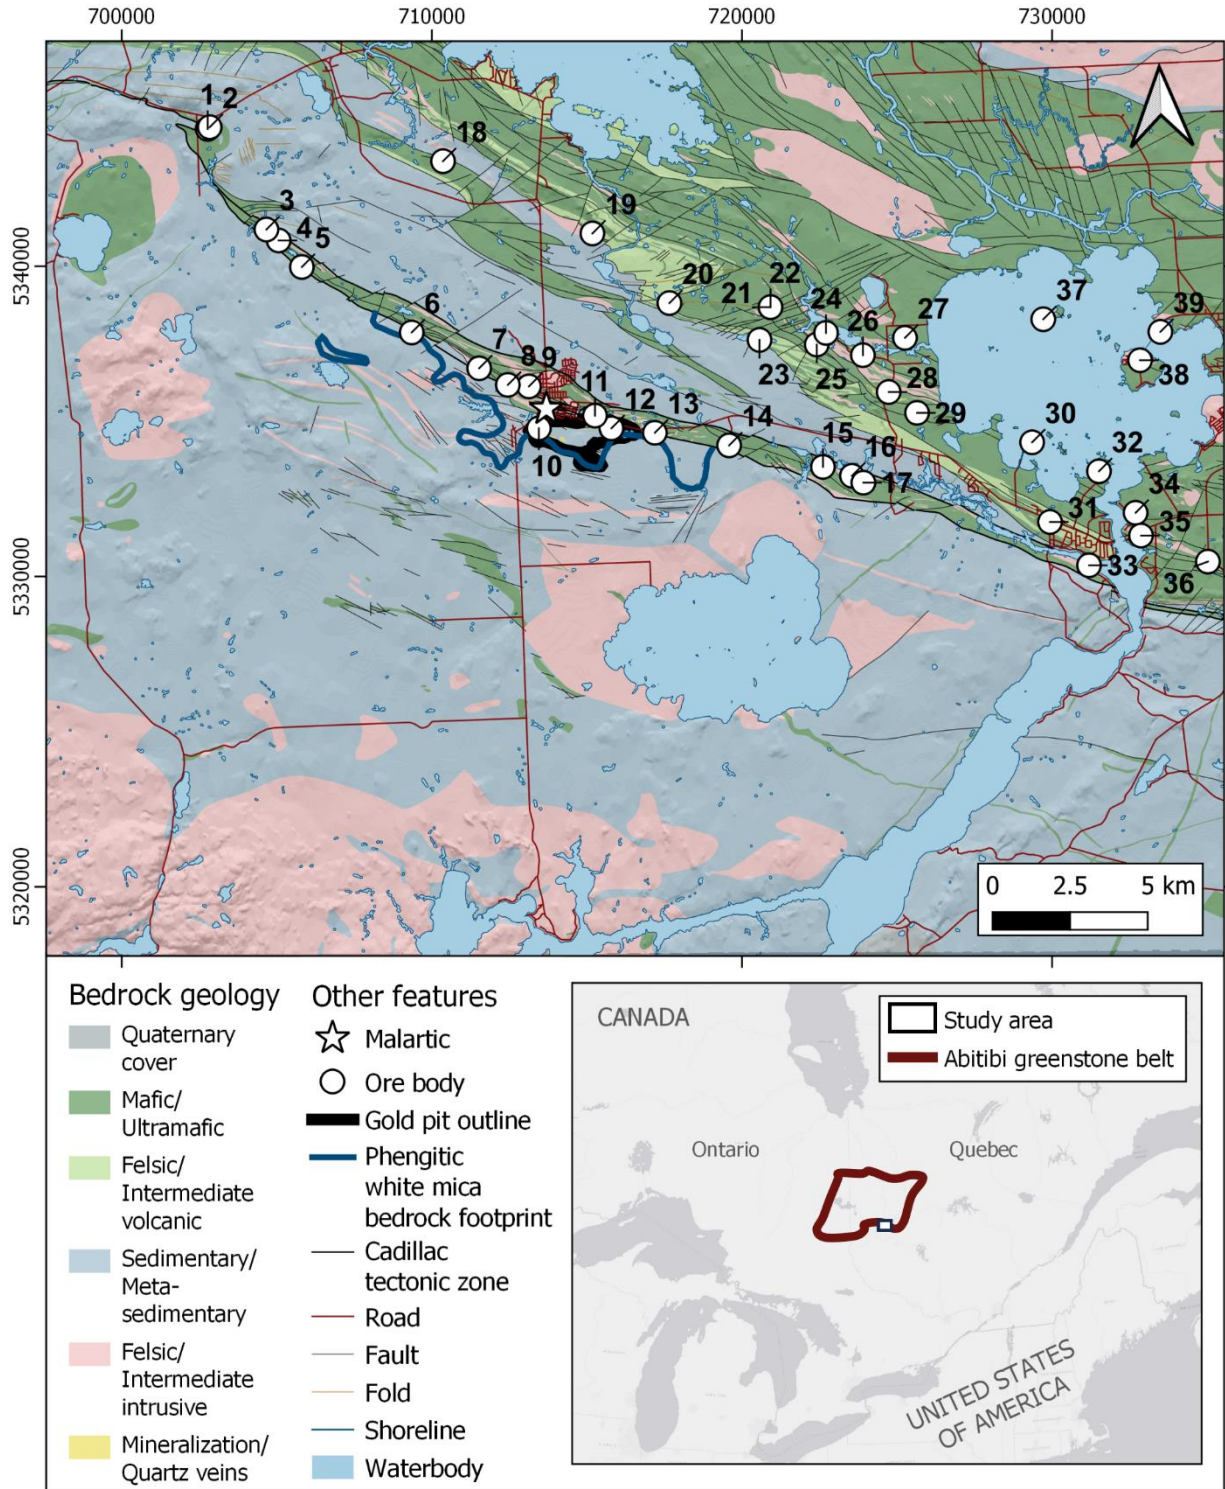 700000
710000
720000
730000
5340000
5330000
5320000
1
2
3
4
5
6
7
8
9
10
11
12
13
14
15
16
17
18
19
20
21
22
23
24
25
26
27
28
29
30
31
32
33
34
35
36
37
38
39
0 2.5 5 km
Bedrock geology
Quaternary
cover
Mafic/
Ultramafic
Felsic/
Intermediate
volcanic
Sedimentary/
Meta-
sedimentary
Felsic/
Intermediate
intrusive
Mineralization/
Quartz veins
Other features
Malartic
Ore body
Gold pit outline
Phengitic
white mica
bedrock footprint
Cadillac
tectonic zone
Road
Fault
Fold
Shoreline
Waterbody
CANADA
Study area
Abitibi greenstone belt
Ontario
Quebec
UNITED STATES
OF AMERICA